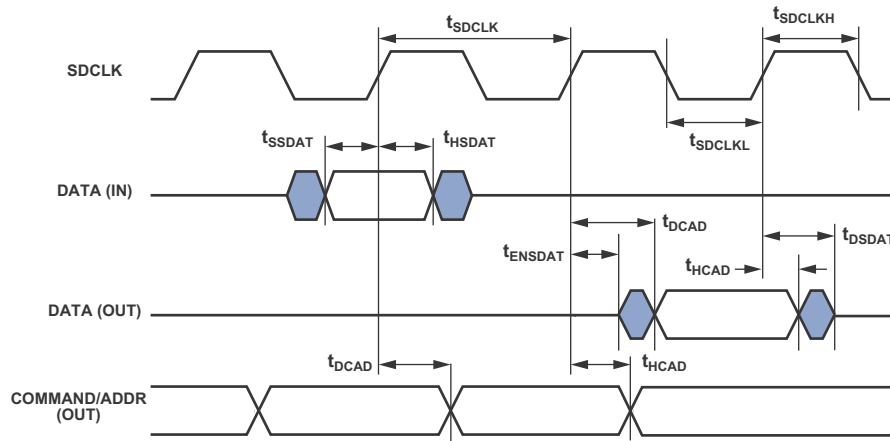 tSDCLK
tSDCLKH
SDCLK
tSSDAT
tHSDAT
tSDCLKL
DATA (IN)
tDCAD
tDSDAT
tENSDAT
tHCAD
DATA (OUT)
tDCAD
tHCAD
COMMAND/ADDR
(OUT)